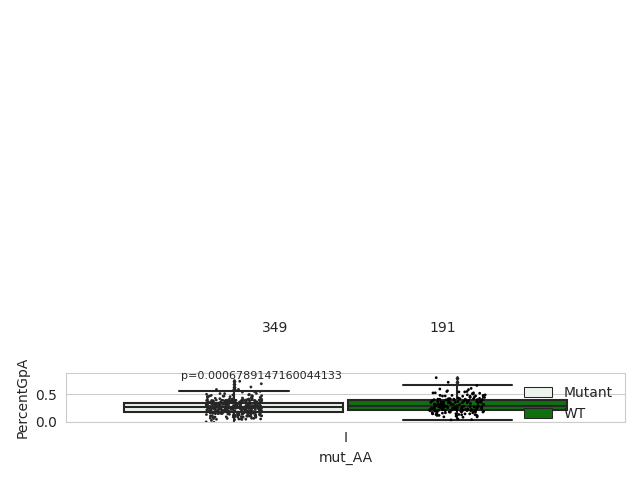 349 191
p=0.0006789147160044133
PercentGpA
0.5
0.0
Mutant
WT
I
mut_AA